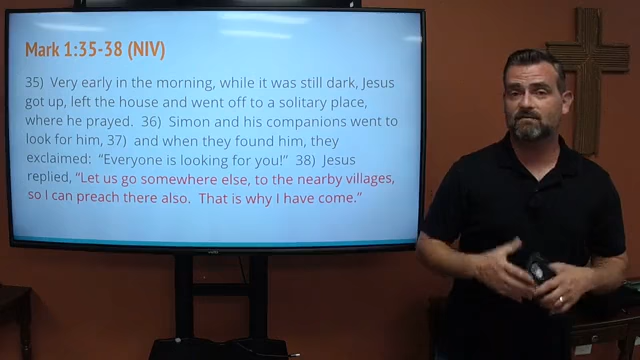 Mark 1:35-38 (NIV)
35) Very early in the morning, while it was still dark, Jesus
got up, left the house and went off to a solitary place,
where he prayed. 36) Simon and his companions went to
look for him, 37) and when they found him, they
exclaimed: “Everyone is looking for you!” 38) Jesus
replied, “Let us go somewhere else, to the nearby villages,
so I can preach there also. That is why I have come.”